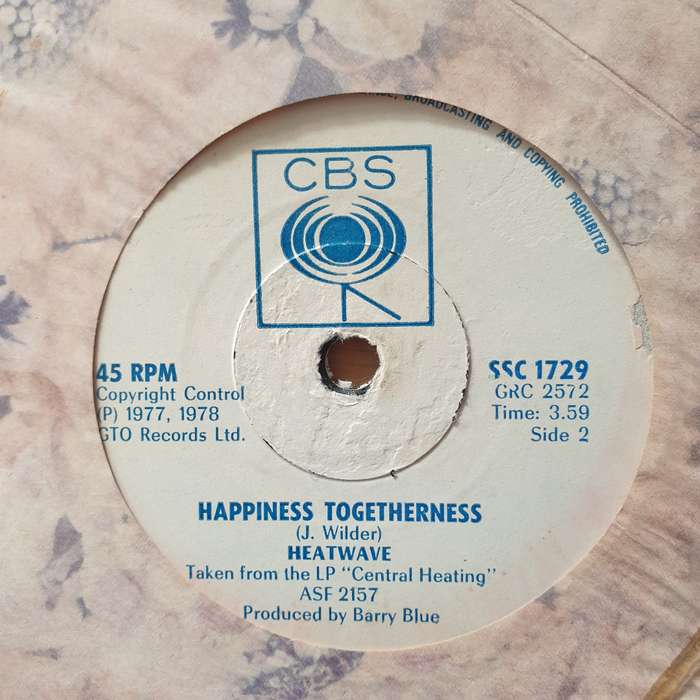 BROADCASTING AND COPYING PROHIBITED
CBS
45 RPM
Copyright Control
(P) 1977, 1978
GTO Records Ltd.
SSC 1729
GRC 2572
Time: 3.59
Side 2
HAPPINESS TOGETHERNESS
(J. Wilder)
HEATWAVE
Taken from the LP "Central Heating"
ASF 2157
Produced by Barry Blue